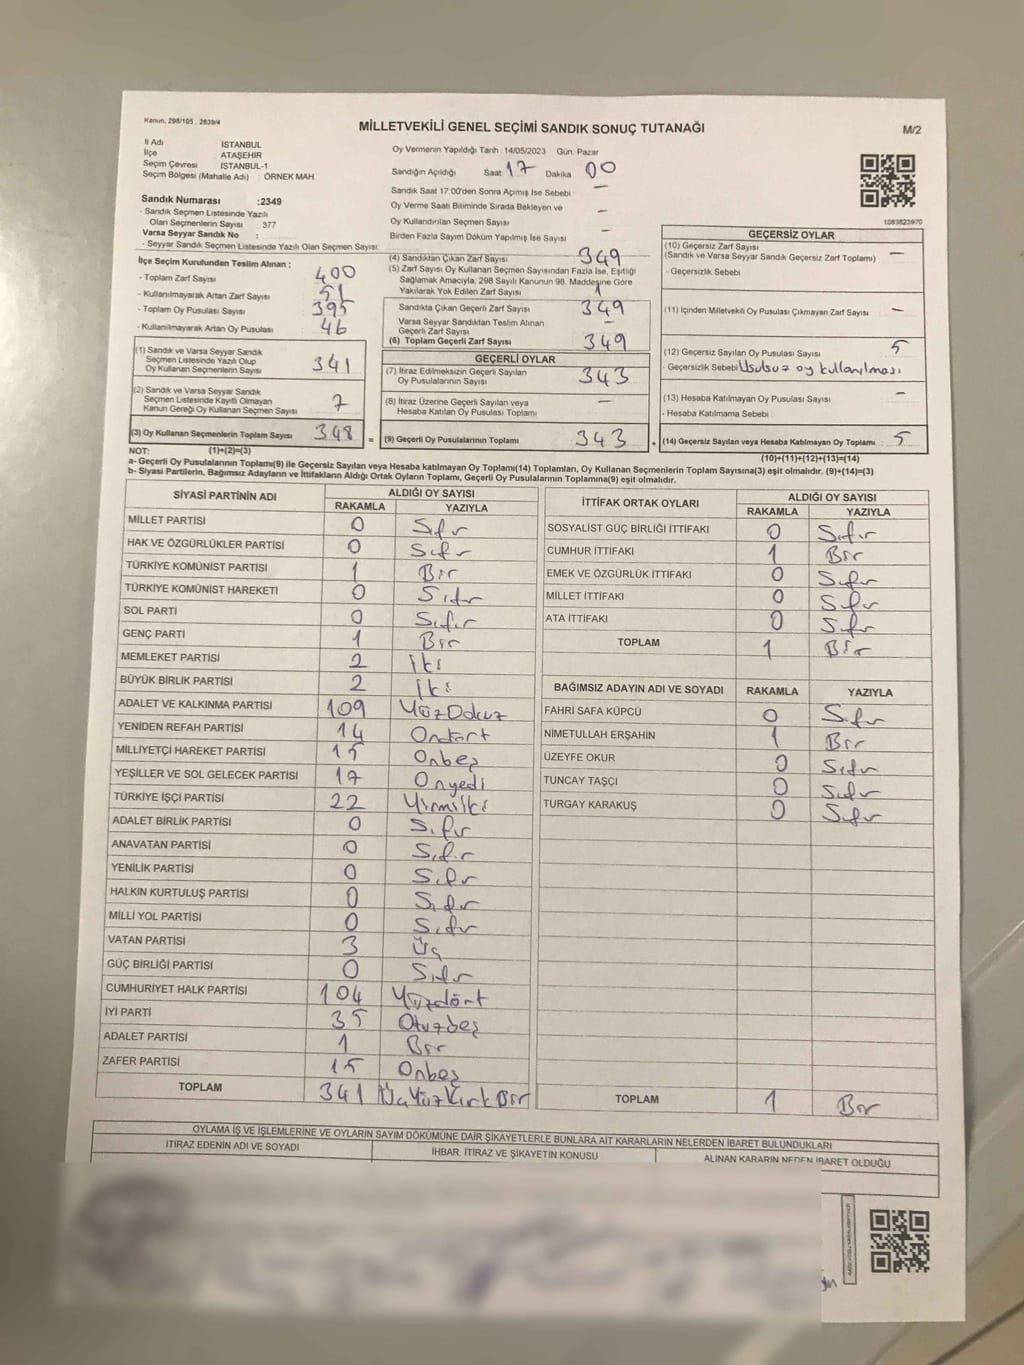 Kanun, 298/105 , 2839/4
MİLLETVEKİLİ GENEL SEÇİMİ SANDIK SONUÇ TUTANAĞI
M/2
İl Adı İSTANBUL
İlçe ATAŞEHİR
Seçim Çevresi İSTANBUL-1
Seçim Bölgesi (Mahalle Adı) : ÖRNEK MAH.
Sandık Numarası :2349
- Sandık Seçmen Listesinde Yazılı
Olan Seçmenlerin Sayısı : 377
Varsa Seyyar Sandık No :
- Seyyar Sandık Seçmen Listesinde Yazılı Olan Seçmen Sayısı:
Oy Vermenin Yapıldığı Tarih : 14/05/2023 Gün: Pazar
Sandığın Açıldığı Saat 17 Dakika 00
Sandık Saat 17:00'den Sonra Açımış İse Sebebi : —
Oy Verme Saati Bitiminde Sırada Bekleyen ve
Oy Kullandırılan Seçmen Sayısı —
Birden Fazla Sayım Döküm Yapılmış İse Sayısı —
1083823970
İlçe Seçim Kurulundan Teslim Alınan :
- Toplam Zarf Sayısı 400
- Kullanılmayarak Artan Zarf Sayısı 51
- Toplam Oy Pusulası Sayısı 395
- Kullanılmayarak Artan Oy Pusulası 46
(1) Sandık ve Varsa Seyyar Sandık
Seçmen Listesinde Yazılı Olup
Oy Kullanan Seçmenlerin Sayısı 341
(2) Sandık ve Varsa Seyyar Sandık
Seçmen Listesinde Kayıtlı Olmayan
Kanun Gereği Oy Kullanan Seçmen Sayısı 7
(3) Oy Kullanan Seçmenlerin Toplam Sayısı 348
(1)+(2)=(3)
(4) Sandıktan Çıkan Zarf Sayısı 349
(5) Zarf Sayısı Oy Kullanan Seçmen Sayısından Fazla İse, Eşitliği
Sağlamak Amacıyla, 298 Sayılı Kanunun 98. Maddesine Göre
Yakılarak Yok Edilen Zarf Sayısı 1
Sandıkta Çıkan Geçerli Zarf Sayısı 349
Varsa Seyyar Sandıktan Teslim Alınan
Geçerli Zarf Sayısı —
(6) Toplam Geçerli Zarf Sayısı 349
GEÇERLİ OYLAR
(7) İtiraz Edilmeksizin Geçerli Sayılan
Oy Pusulalarının Sayısı 343
(8) İtiraz Üzerine Geçerli Sayılan veya
Hesaba Katılan Oy Pusulası Toplamı —
= (9) Geçerli Oy Pusulalarının Toplamı 343
GEÇERSİZ OYLAR
(10) Geçersiz Zarf Sayısı
(Sandık ve Varsa Seyyar Sandık Geçersiz Zarf Toplamı) —
- Geçersizlik Sebebi
(11) İçinden Milletvekili Oy Pusulası Çıkmayan Zarf Sayısı —
(12) Geçersiz Sayılan Oy Pusulası Sayısı 5
- Geçersizlik Sebebi Usulsuz oy kullanılması
(13) Hesaba Katılmayan Oy Pusulası Sayısı —
- Hesaba Katılmama Sebebi
+ (14) Geçersiz Sayılan veya Hesaba Katılmayan Oy Toplamı : 5
(10)+(11)+(12)+(13)=(14)
NOT:
a- Geçerli Oy Pusulalarının Toplamı(9) ile Geçersiz Sayılan veya Hesaba katılmayan Oy Toplamı(14) Toplamları, Oy Kullanan Seçmenlerin Toplam Sayısına(3) eşit olmalıdır. (9)+(14)=(3)
b- Siyasi Partilerin, Bağımsız Adayların ve İttifakların Aldığı Ortak Oyların Toplamı, Geçerli Oy Pusulalarının Toplamına(9) eşit olmalıdır.
SİYASİ PARTİNİN ADI ALDIĞI OY SAYISI
RAKAMLA YAZIYLA
MİLLET PARTİSİ 0 Sıfır
HAK VE ÖZGÜRLÜKLER PARTİSİ 0 Sıfır
TÜRKİYE KOMÜNİST PARTİSİ 1 Bir
TÜRKİYE KOMÜNİST HAREKETİ 0 Sıfır
SOL PARTİ 0 Sıfır
GENÇ PARTİ 1 Bir
MEMLEKET PARTİSİ 2 İki
BÜYÜK BİRLİK PARTİSİ 2 İki
ADALET VE KALKINMA PARTİSİ 109 YüzDokuz
YENİDEN REFAH PARTİSİ 14 Ondört
MİLLİYETÇİ HAREKET PARTİSİ 15 Onbeş
YEŞİLLER VE SOL GELECEK PARTİSİ 17 Onyedi
TÜRKİYE İŞÇİ PARTİSİ 22 Yirmiiki
ADALET BİRLİK PARTİSİ 0 Sıfır
ANAVATAN PARTİSİ 0 Sıfır
YENİLİK PARTİSİ 0 Sıfır
HALKIN KURTULUŞ PARTİSİ 0 Sıfır
MİLLİ YOL PARTİSİ 0 Sıfır
VATAN PARTİSİ 3 Üç
GÜÇ BİRLİĞİ PARTİSİ 0 Sıfır
CUMHURİYET HALK PARTİSİ 104 Yüzdört
İYİ PARTİ 35 Otuzbeş
ADALET PARTİSİ 1 Bir
ZAFER PARTİSİ 15 Onbeş
TOPLAM 341 ÜçYüzKırkBir
İTTİFAK ORTAK OYLARI ALDIĞI OY SAYISI
RAKAMLA YAZIYLA
SOSYALİST GÜÇ BİRLİĞİ İTTİFAKI 0 Sıfır
CUMHUR İTTİFAKI 1 Bir
EMEK VE ÖZGÜRLÜK İTTİFAKI 0 Sıfır
MİLLET İTTİFAKI 0 Sıfır
ATA İTTİFAKI 0 Sıfır
TOPLAM 1 Bir
BAĞIMSIZ ADAYIN ADI VE SOYADI RAKAMLA YAZIYLA
FAHRİ SAFA KÜPCÜ 0 Sıfır
NİMETULLAH ERŞAHİN 1 Bir
ÜZEYFE OKUR 0 Sıfır
TUNCAY TAŞÇI 0 Sıfır
TURGAY KARAKUŞ 0 Sıfır
TOPLAM 1 Bir
OYLAMA İŞ VE İŞLEMLERİNE VE OYLARIN SAYIM DÖKÜMÜNE DAİR ŞİKAYETLERLE BUNLARA AİT KARARLARIN NELERDEN İBARET BULUNDUKLARI
İTİRAZ EDENİN ADI VE SOYADI İHBAR, İTİRAZ VE ŞİKAYETİN KONUSU ALINAN KARARIN NEDEN İBARET OLDUĞU